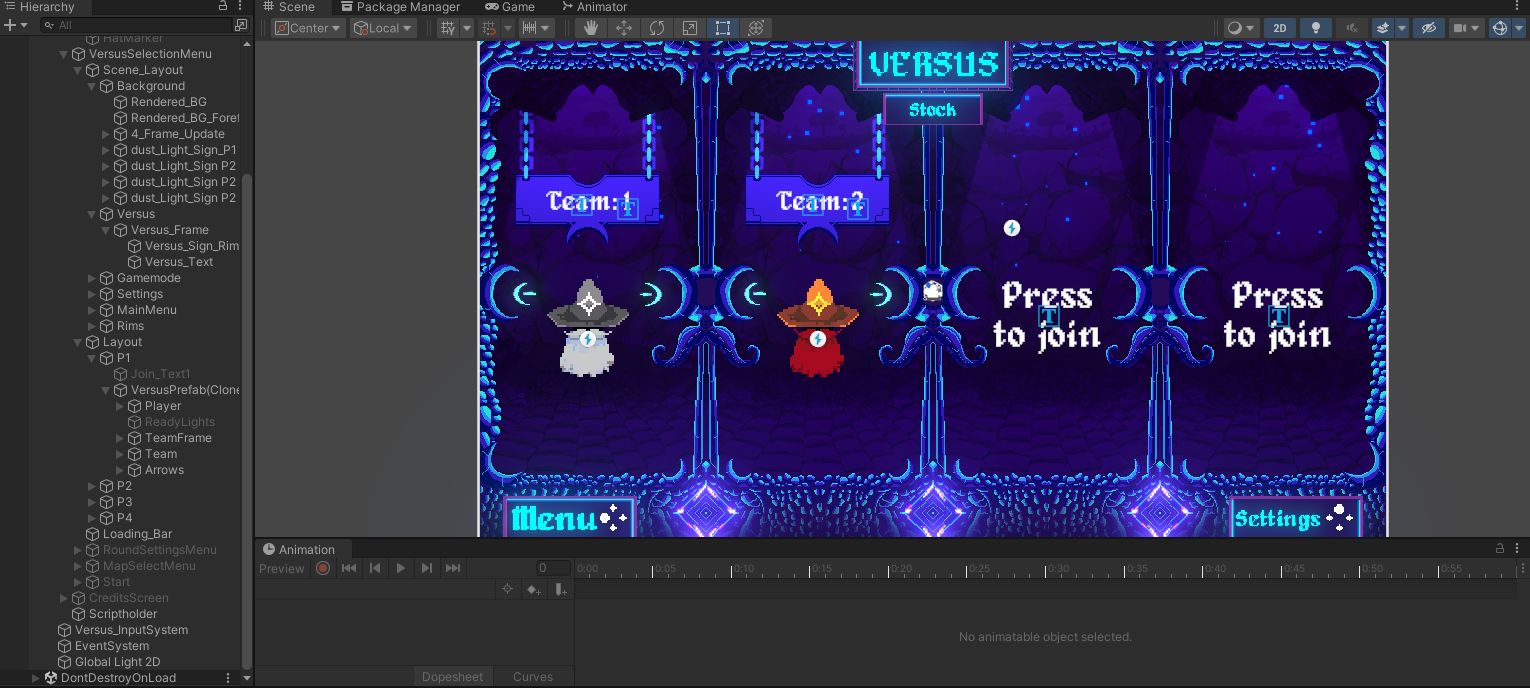 Hierarchy
Scene
Package Manager
Game
Animator
All
Center
Local
2D
HatMarker
VersusSelectionMenu
Scene_Layout
Background
Rendered_BG
Rendered_BG_Foref
4_Frame_Update
dust_Light_Sign_P1
dust_Light_Sign P2
dust_Light_Sign P2
dust_Light_Sign P2
Versus
Versus_Frame
Versus_Sign_Rim
Versus_Text
Gamemode
Settings
MainMenu
Rims
Layout
P1
Join_Text1
VersusPrefab(Clone
Player
ReadyLights
TeamFrame
Team
Arrows
P2
P3
P4
Loading_Bar
RoundSettingsMenu
MapSelectMenu
Start
CreditsScreen
Scriptholder
Versus_InputSystem
EventSystem
Global Light 2D
DontDestroyOnLoad
VERSUS
Stock
Team:1
Team:2
Press
to join
Press
to join
Menu
Settings
Animation
Preview
0
0:00
0:05
0:10
0:15
0:20
0:25
0:30
0:35
0:40
0:45
0:50
0:55
No animatable object selected.
Dopesheet
Curves